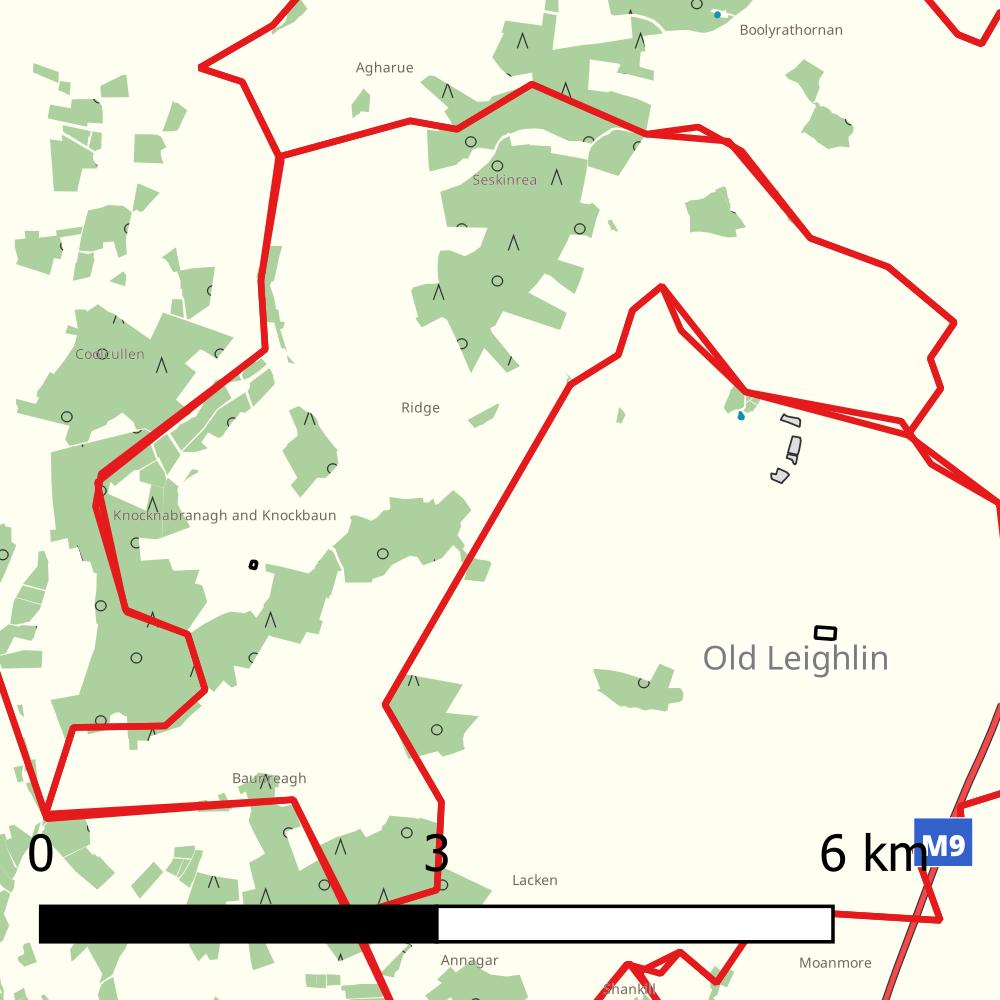 Boolyrathornan
Agharue
Seskinrea
Coolcullen
Ridge
Knocknabranagh and Knockbaun
Old Leighlin
Baunreagh
M9
0 3 6 km
Lacken
Annagar
Moanmore
Shankill